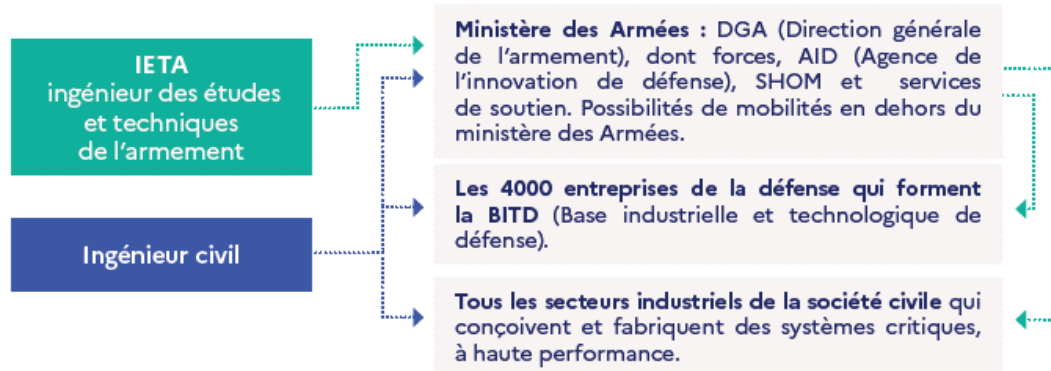 IETA
ingénieur des études
et techniques
de l'armement
Ingénieur civil
Ministère des Armées : DGA (Direction générale
de l'armement), dont forces, AID (Agence de
l'innovation de défense), SHOM et services
de soutien. Possibilités de mobilités en dehors du
ministère des Armées.
Les 4000 entreprises de la défense qui forment
la BITD (Base industrielle et technologique de
défense).
Tous les secteurs industriels de la société civile qui
conçoivent et fabriquent des systèmes critiques,
à haute performance.